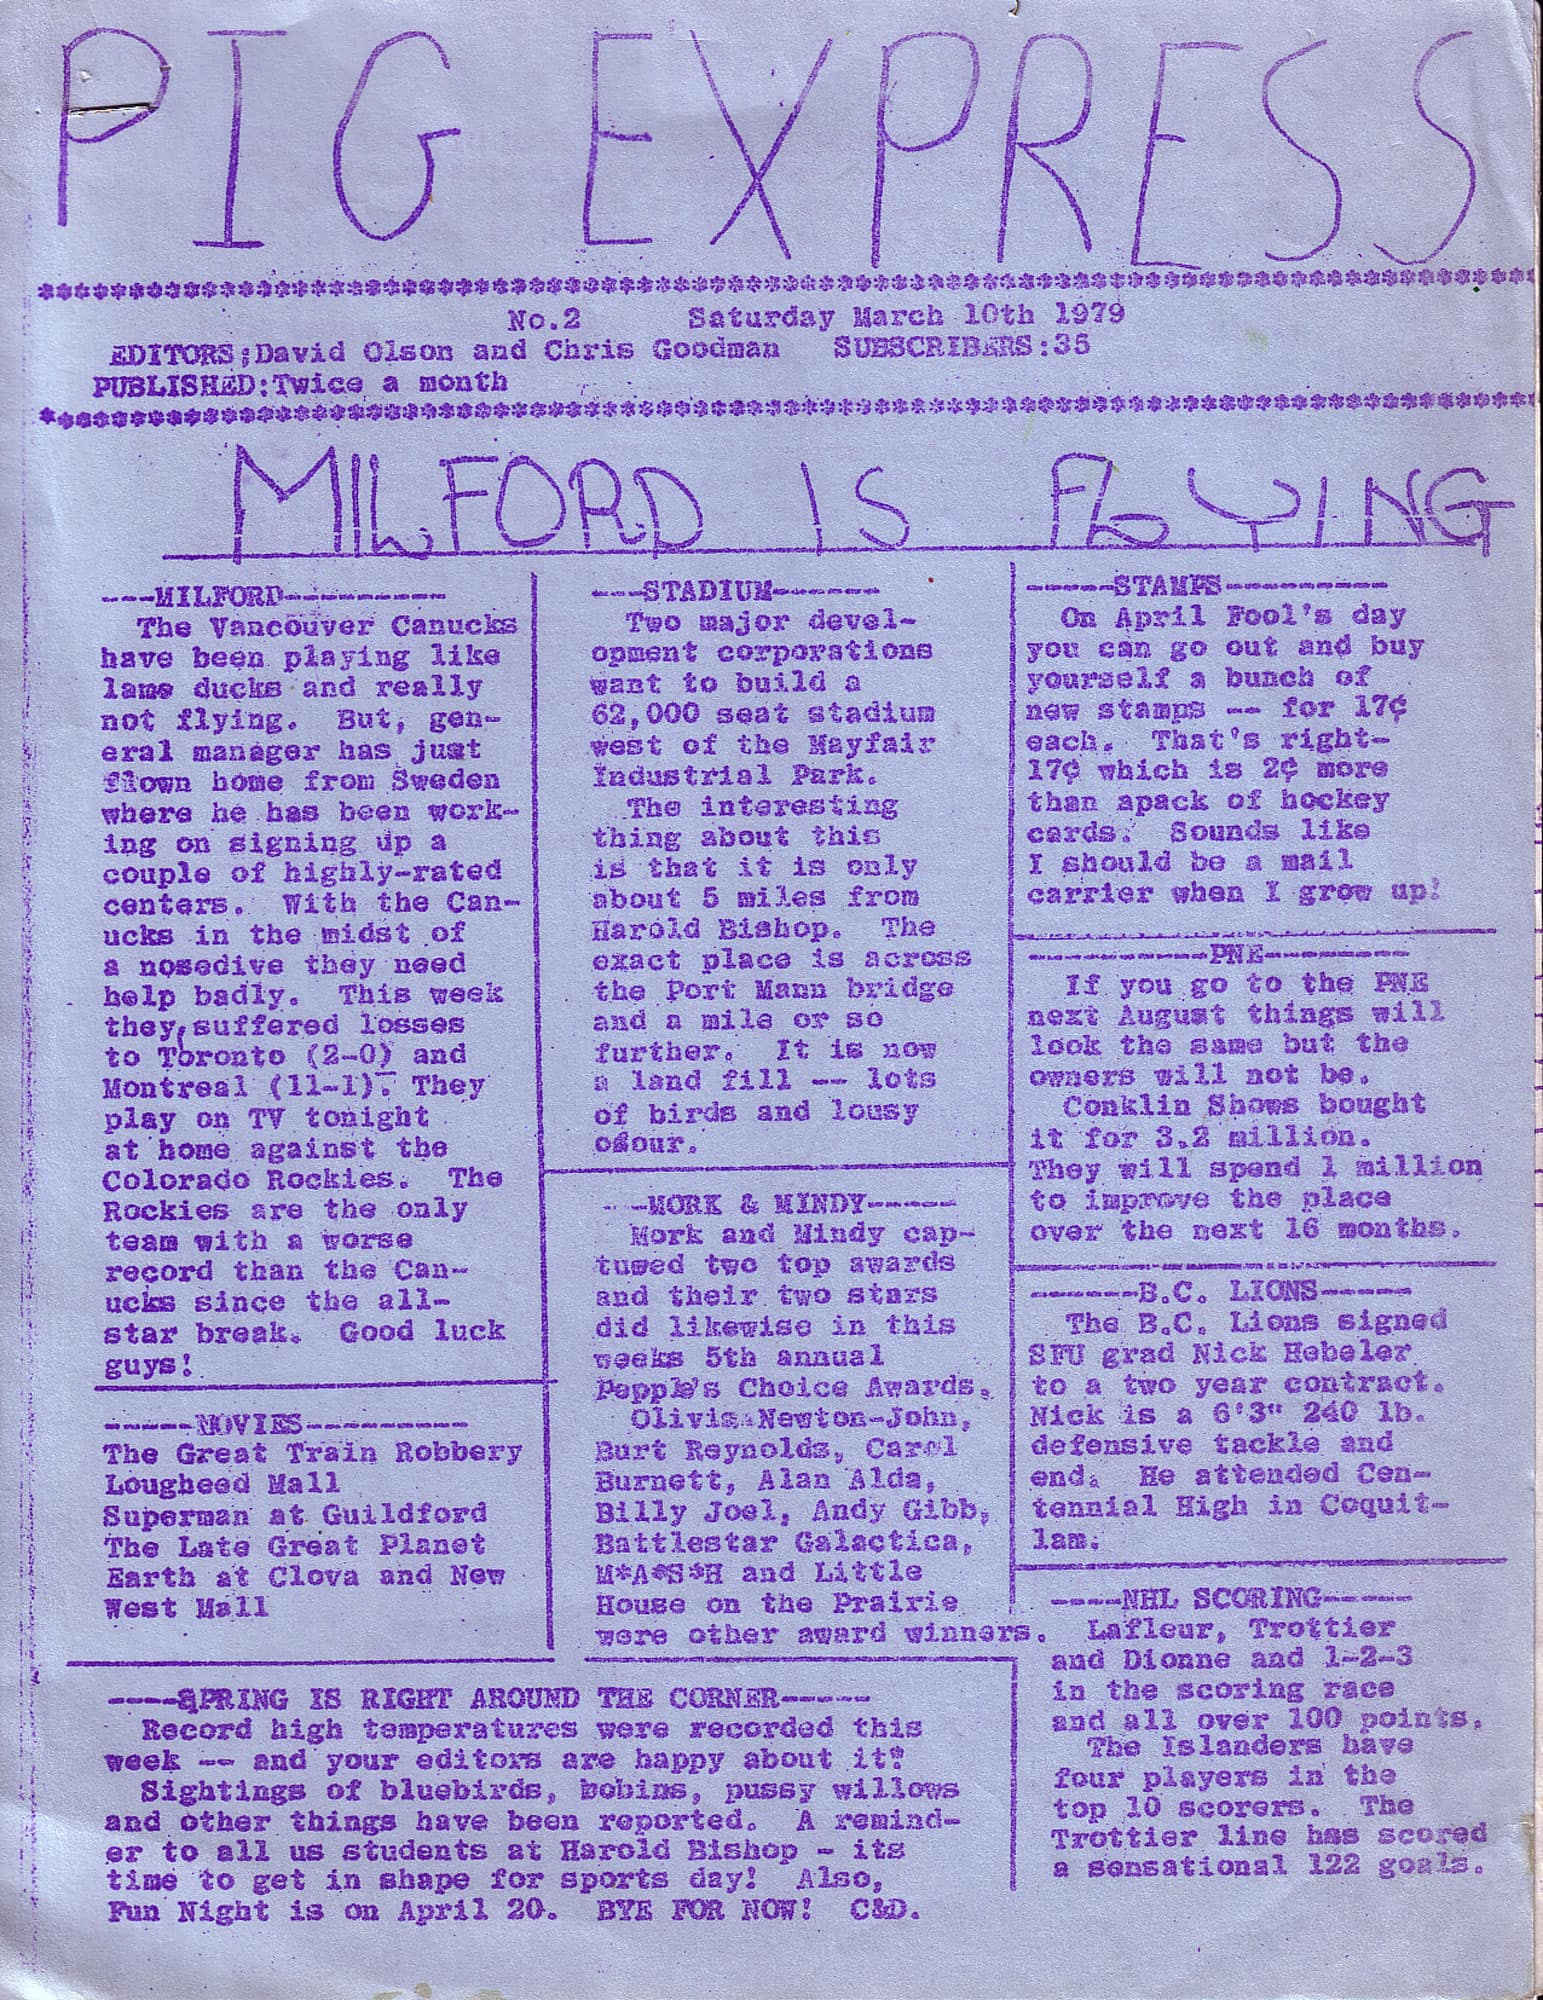 PIG EXPRESS
No.2 Saturday March 10th 1979
EDITORS;David Olson and Chris Goodman SUBSCRIBERS:35
PUBLISHED:Twice a month
MILFORD IS FLYING
---MILFORD---------
The Vancouver Canucks
have been playing like
lame ducks and really
not flying. But, gen-
eral manager has just
flown home from Sweden
where he has been work-
ing on signing up a
couple of highly-rated
centers. With the Can-
ucks in the midst of
a nosedive they need
help badly. This week
they suffered losses
to Toronto (2-0) and
Montreal (11-1). They
play on TV tonight
at home against the
Colorado Rockies. The
Rockies are the only
team with a worse
record than the Can-
ucks since the all-
star break. Good luck
guys!
-----MOVIES---------
The Great Train Robbery
Lougheed Mall
Superman at Guildford
The Late Great Planet
Earth at Clova and New
West Mall
---STADIUM------
Two major devel-
opment corporations
want to build a
62,000 seat stadium
west of the Mayfair
Industrial Park.
The interesting
thing about this
is that it is only
about 5 miles from
Harold Bishop. The
exact place is across
the Port Mann bridge
and a mile or so
further. It is now
a land fill -- lots
of birds and lousy
odour.
--MORK & MINDY-----
Mork and Mindy cap-
tured two top awards
and their two stars
did likewise in this
weeks 5th annual
People's Choice Awards.
Olivia Newton-John,
Burt Reynolds, Carol
Burnett, Alan Alda,
Billy Joel, Andy Gibb,
Battlestar Galactica,
M*A*S*H and Little
House on the Prairie
were other award winners.
-----STAMPS---------
On April Fool's day
you can go out and buy
yourself a bunch of
new stamps -- for 17¢
each. That's right-
17¢ which is 2¢ more
than apack of hockey
cards. Sounds like
I should be a mail
carrier when I grow up!
----------PNE--------
If you go to the PNE
next August things will
look the same but the
owners will not be.
Conklin Shows bought
it for 3.2 million.
They will spend 1 million
to improve the place
over the next 16 months.
------B.C. LIONS-----
The B.C. Lions signed
SFU grad Nick Hebeler
to a two year contract.
Nick is a 6'3" 240 lb.
defensive tackle and
end. He attended Cen-
tennial High in Coquit-
lam.
----NHL SCORING-----
Lafleur, Trottier
and Dionne and 1-2-3
in the scoring race
and all over 100 points.
The Islanders have
four players in the
top 10 scorers. The
Trottier line has scored
a sensational 122 goals.
----SPRING IS RIGHT AROUND THE CORNER-----
Record high temperatures were recorded this
week -- and your editors are happy about it!
Sightings of bluebirds, bobins, pussy willows
and other things have been reported. A remind-
er to all us students at Harold Bishop - its
time to get in shape for sports day! Also,
Fun Night is on April 20. BYE FOR NOW! C&D.